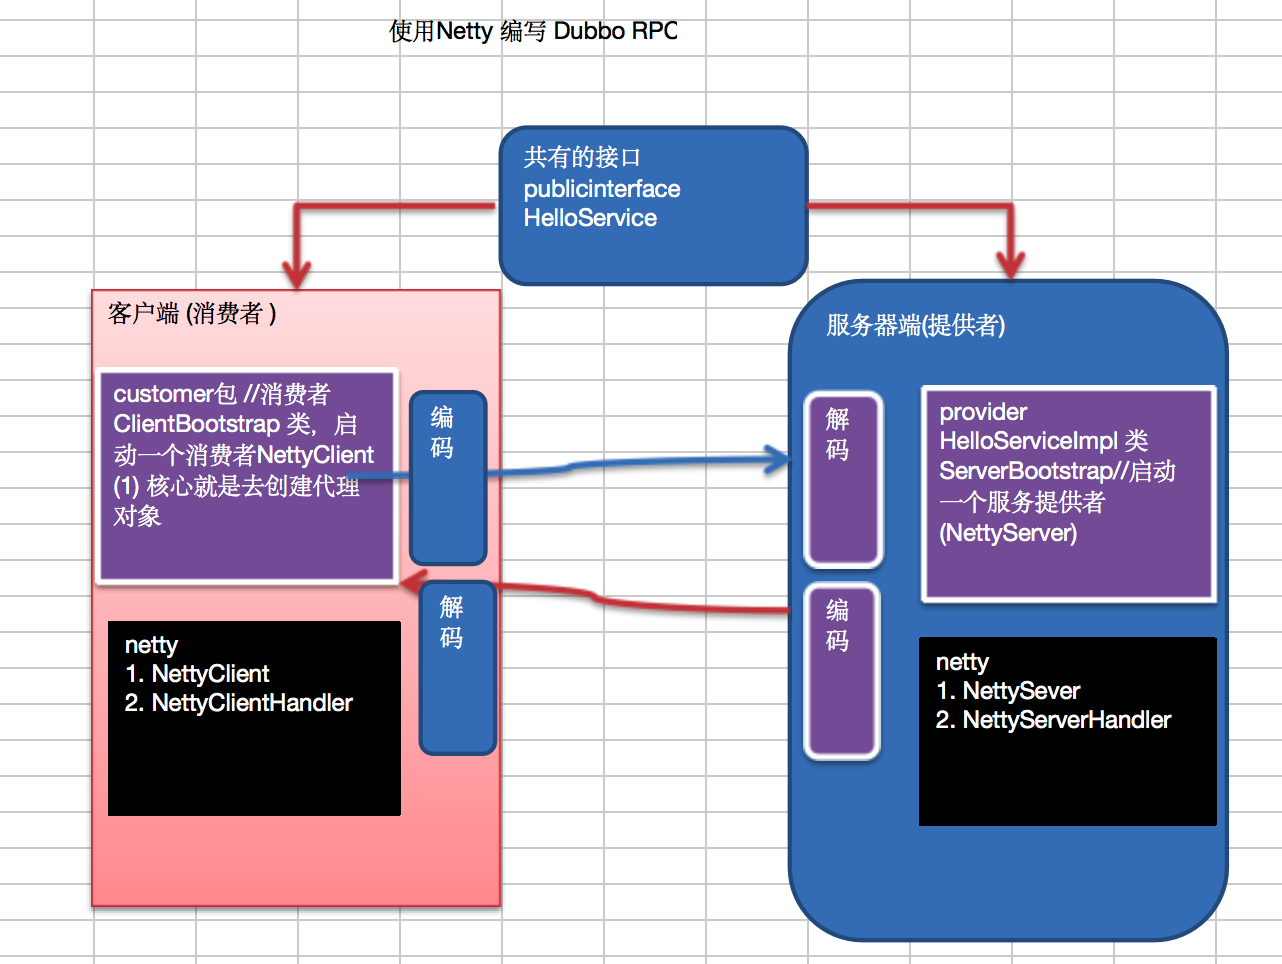 使用Netty 编写 Dubbo RPC
共有的接口
publicinterface
HelloService
客户端 (消费者 )
customer包 //消费者
ClientBootstrap 类，启
动一个消费者NettyClient
(1) 核心就是去创建代理
对象
编
码
解
码
netty
1. NettyClient
2. NettyClientHandler
服务器端(提供者)
解
码
编
码
provider
HelloServiceImpl 类
ServerBootstrap//启动
一个服务提供者
(NettyServer)
netty
1. NettySever
2. NettyServerHandler